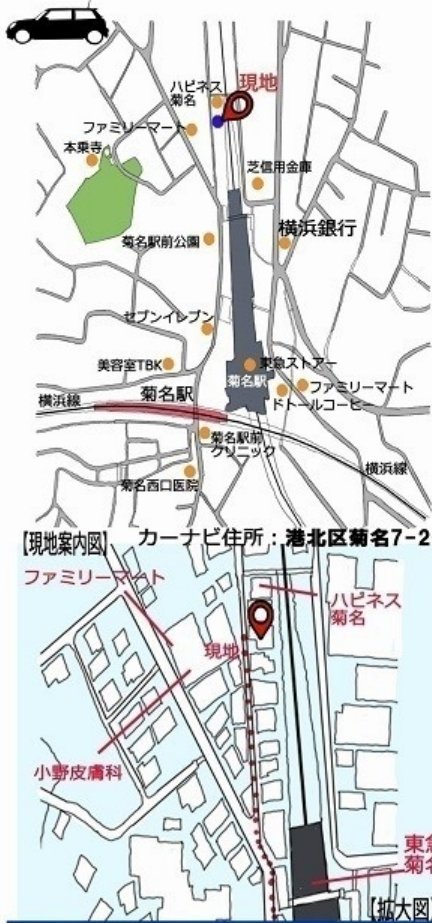 ハピネス
菊名
現地
ファミリーマート
本乗寺
芝信用金庫
横浜銀行
菊名駅前公園
セブンイレブン
美容室TBK
東急ストアー
菊名駅
菊名駅
ファミリーマート
ドトールコーヒー
横浜線
菊名駅前
クリニック
横浜線
菊名西口医院
【現地案内図】
カーナビ住所：港北区菊名7-2
ファミリーマート
ハピネス
菊名
現地
小野皮膚科
東急
菊名
【拡大図】